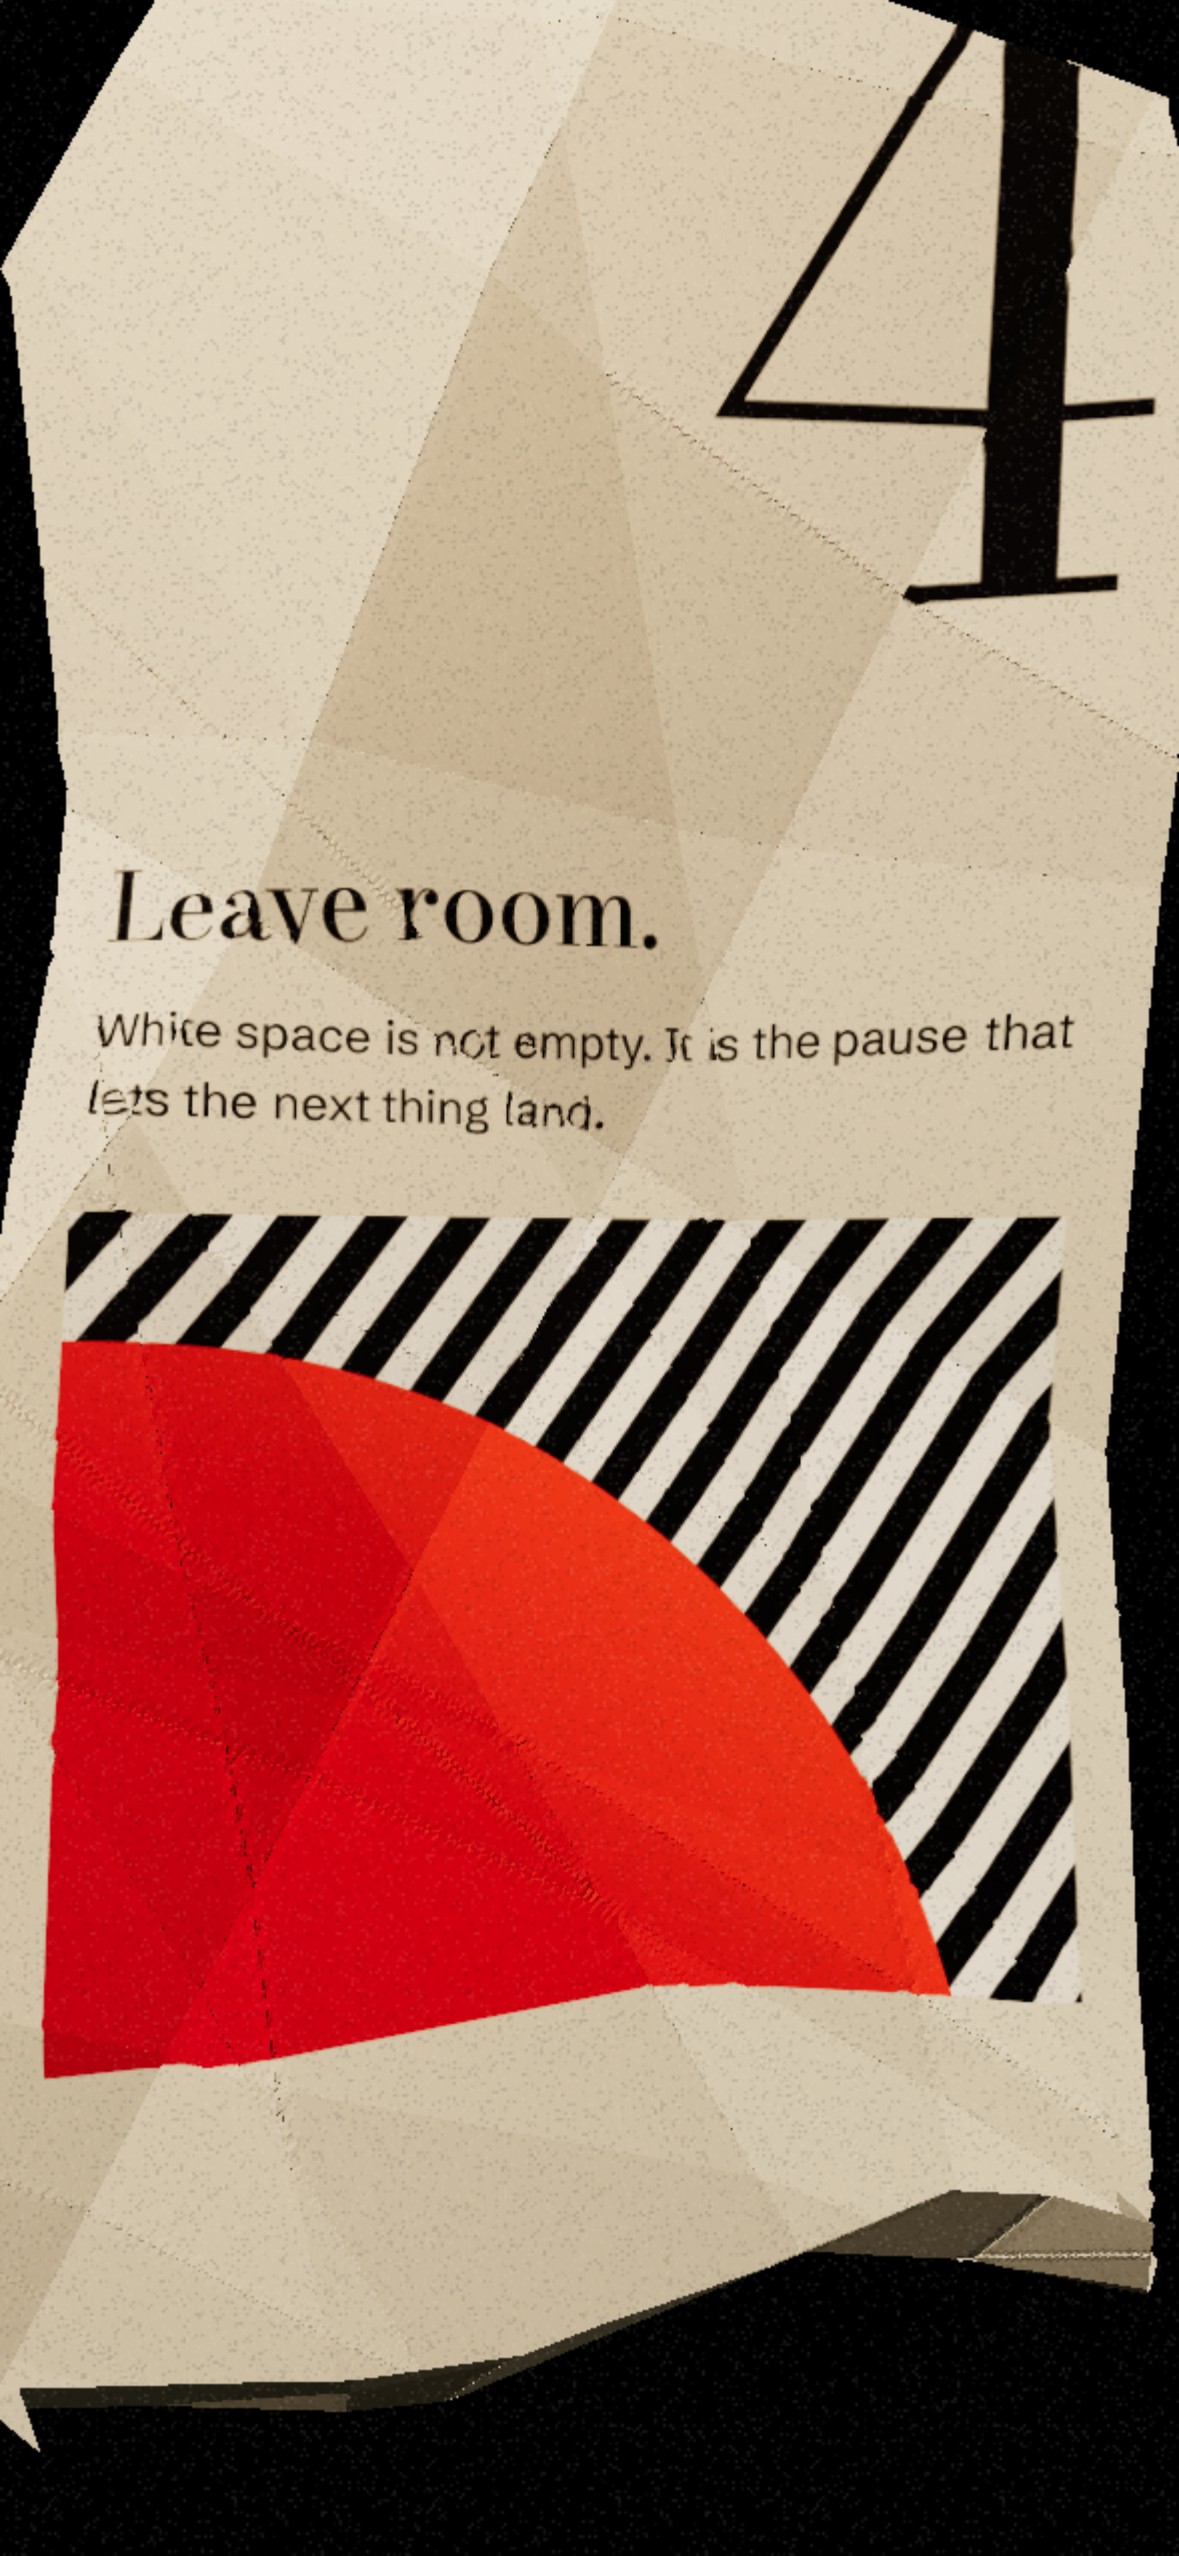 4
Leave room.
White space is not empty. It is the pause that
lets the next thing land.